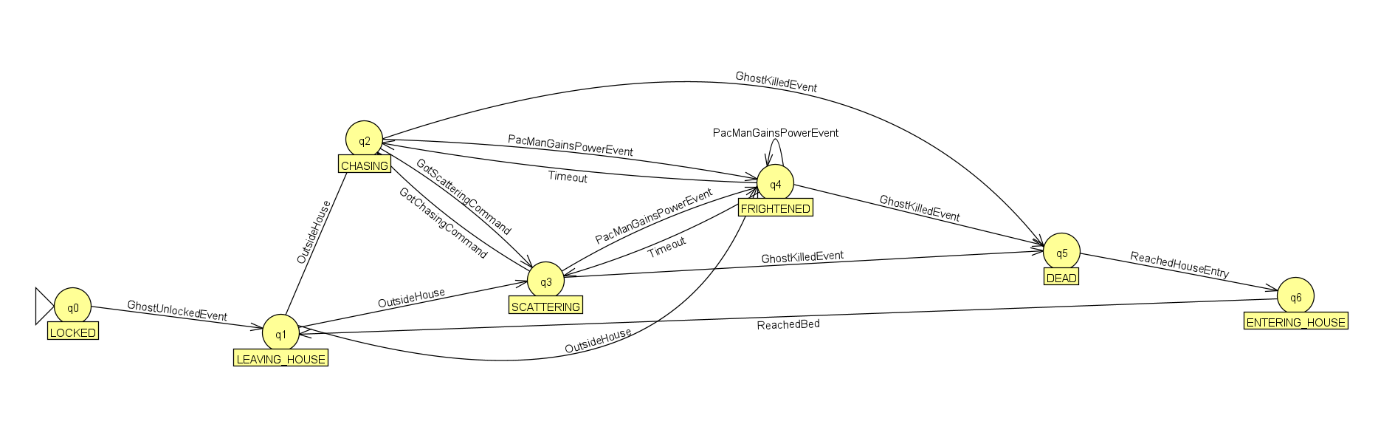 GhostKilledEvent
q2
CHASING
PacManGainsPowerEvent
PacManGainsPowerEvent
Timeout
q4
FRIGHTENED
GotScatteringCommand
GotChasingCommand
OutsideHouse
PacManGainsPowerEvent
Timeout
GhostKilledEvent
GhostKilledEvent
q5
DEAD
ReachedHouseEntry
q3
SCATTERING
q0
LOCKED
GhostUnlockedEvent
OutsideHouse
q1
LEAVING_HOUSE
OutsideHouse
ReachedBed
q6
ENTERING_HOUSE